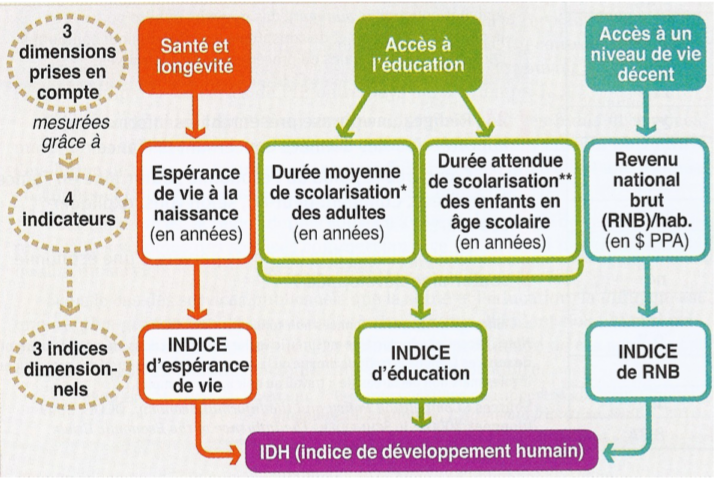 3
dimensions
prises en
compte
mesurées
grâce à
4
indicateurs
3 indices
dimension-
nels
Santé et
longévité
Accès à
l'éducation
Accès à un
niveau de vie
décent
Espérance
de vie à la
naissance
(en années)
Durée moyenne
de scolarisation*
des adultes
(en années)
Durée attendue
de scolarisation**
des enfants en
âge scolaire
(en années)
Revenu
national
brut
(RNB)/hab.
(en $ PPA)
INDICE
d'espérance
de vie
INDICE
d'éducation
INDICE
de RNB
IDH (indice de développement humain)